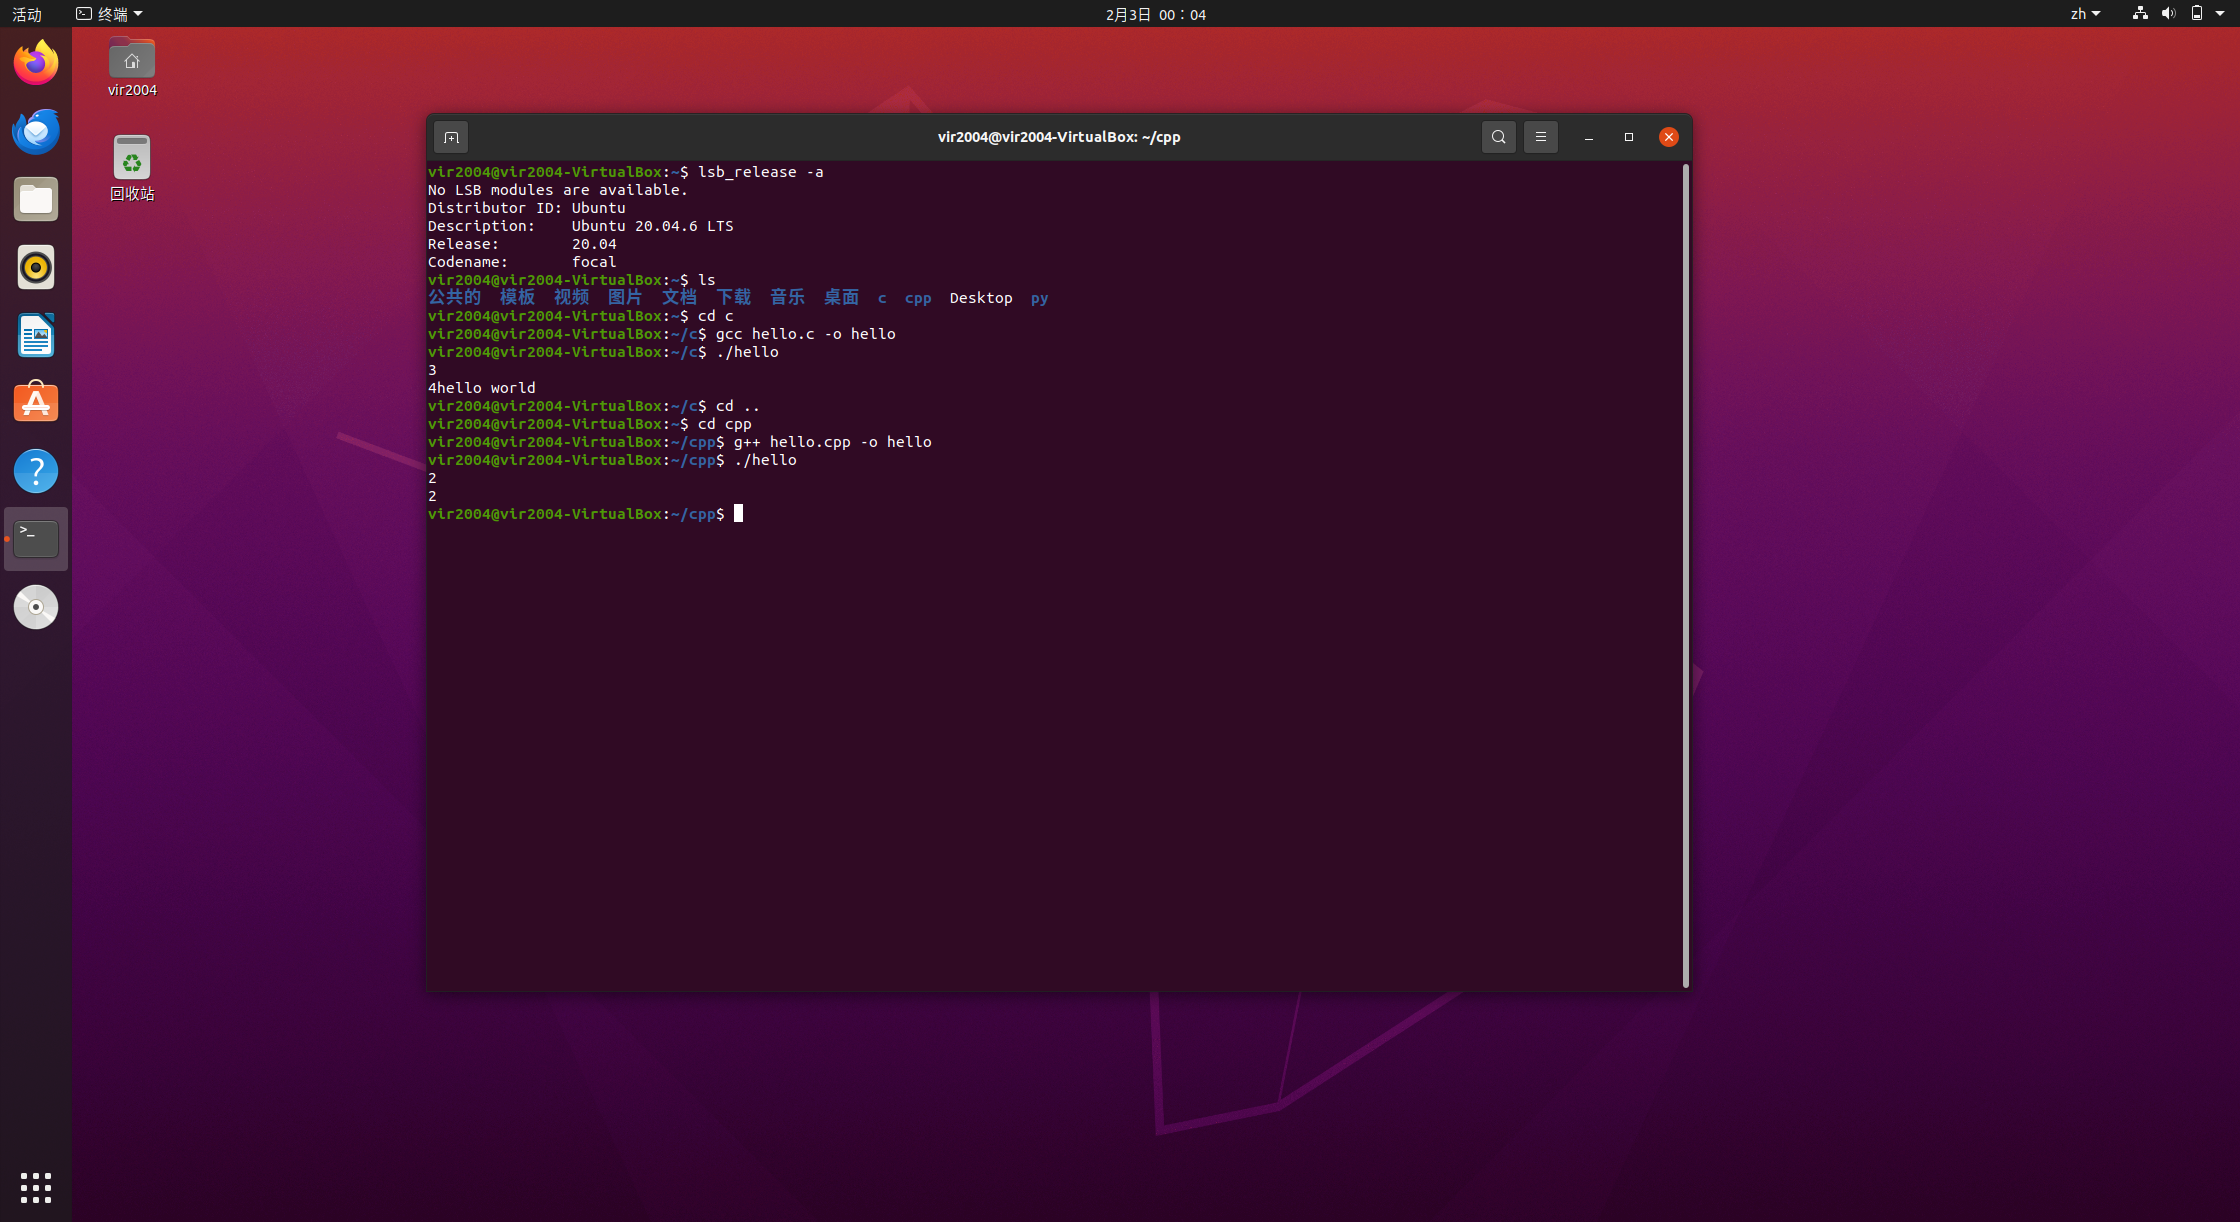 活动 终端 2月3日 00：04 zh
vir2004
回收站
vir2004@vir2004-VirtualBox: ~/cpp
vir2004@vir2004-VirtualBox:~$ lsb_release -a
No LSB modules are available.
Distributor ID: Ubuntu
Description:    Ubuntu 20.04.6 LTS
Release:        20.04
Codename:       focal
vir2004@vir2004-VirtualBox:~$ ls
公共的  模板  视频  图片  文档  下载  音乐  桌面  c  cpp  Desktop  py
vir2004@vir2004-VirtualBox:~$ cd c
vir2004@vir2004-VirtualBox:~/c$ gcc hello.c -o hello
vir2004@vir2004-VirtualBox:~/c$ ./hello
3
4hello world
vir2004@vir2004-VirtualBox:~/c$ cd ..
vir2004@vir2004-VirtualBox:~$ cd cpp
vir2004@vir2004-VirtualBox:~/cpp$ g++ hello.cpp -o hello
vir2004@vir2004-VirtualBox:~/cpp$ ./hello
2
2
vir2004@vir2004-VirtualBox:~/cpp$